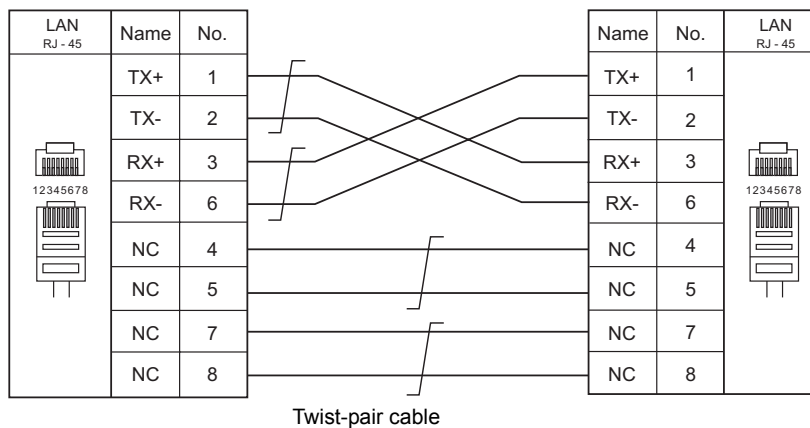 LAN
RJ - 45
Name No.
TX+ 1
TX- 2
RX+ 3
RX- 6
NC 4
NC 5
NC 7
NC 8
12345678
Name No.
LAN
RJ - 45
TX+ 1
TX- 2
RX+ 3
RX- 6
NC 4
NC 5
NC 7
NC 8
12345678
Twist-pair cable